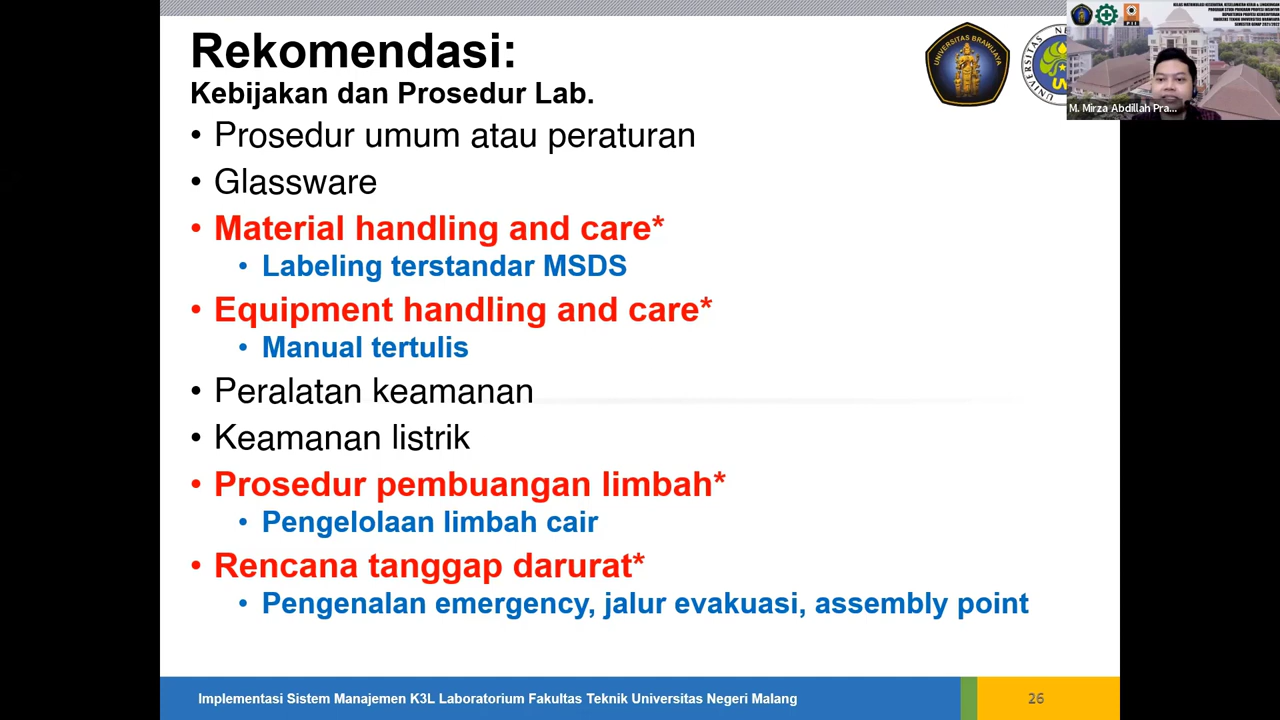 Rekomendasi:
Kebijakan dan Prosedur Lab.
• Prosedur umum atau peraturan
• Glassware
• Material handling and care*
• Labeling terstandar MSDS
• Equipment handling and care*
• Manual tertulis
• Peralatan keamanan
• Keamanan listrik
• Prosedur pembuangan limbah*
• Pengelolaan limbah cair
• Rencana tanggap darurat*
• Pengenalan emergency, jalur evakuasi, assembly point
Implementasi Sistem Manajemen K3L Laboratorium Fakultas Teknik Universitas Negeri Malang
26
UNIVERSITAS BRAWIJAYA
M. Mirza Abdillah Pra...